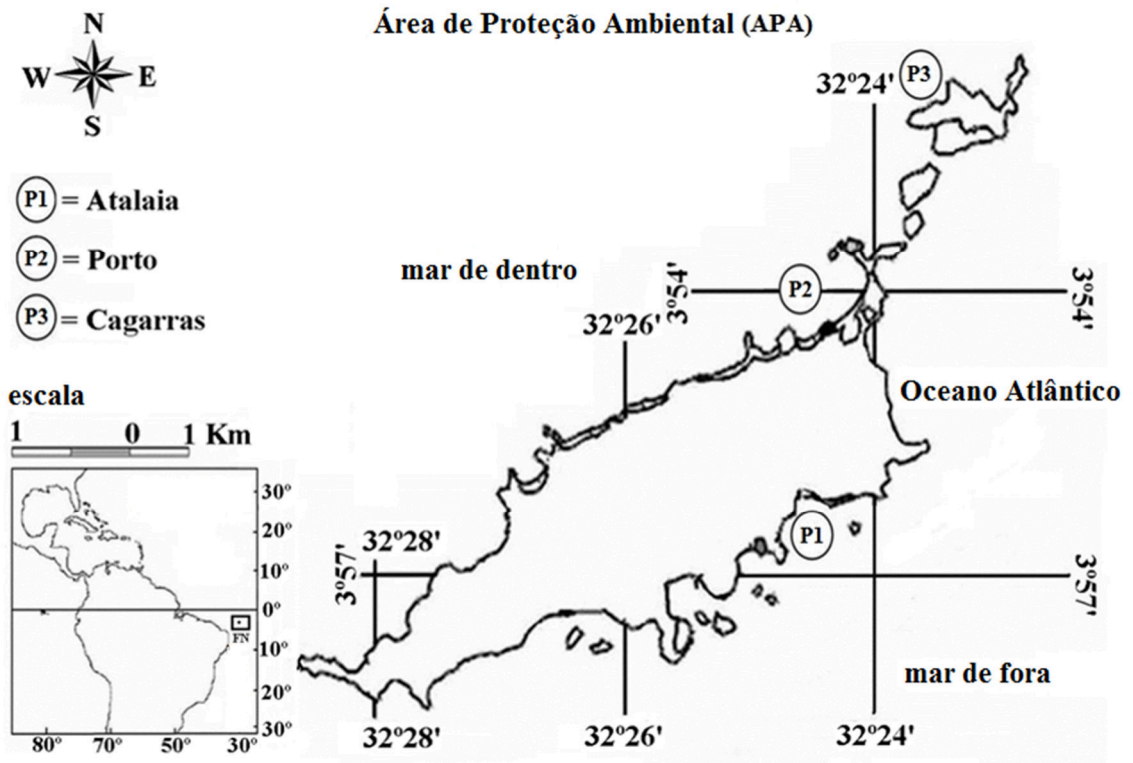 Área de Proteção Ambiental (APA)
N
W E
S
P1 = Atalaia
P2 = Porto
P3 = Cagarras
escala
1 0 1 Km
30º
20º
10º
0º
FN
10º
20º
30º
80º 70º 50º 30º
P3
32º24'
mar de dentro
3º54'
P2
3º54'
32º26'
Oceano Atlântico
P1
32º28'
3º57'
3º57'
mar de fora
32º28' 32º26' 32º24'